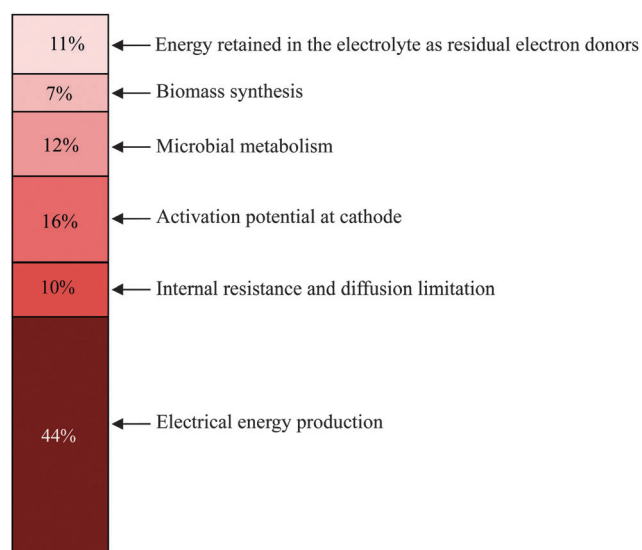 11% Energy retained in the electrolyte as residual electron donors
7% Biomass synthesis
12% Microbial metabolism
16% Activation potential at cathode
10% Internal resistance and diffusion limitation
44% Electrical energy production